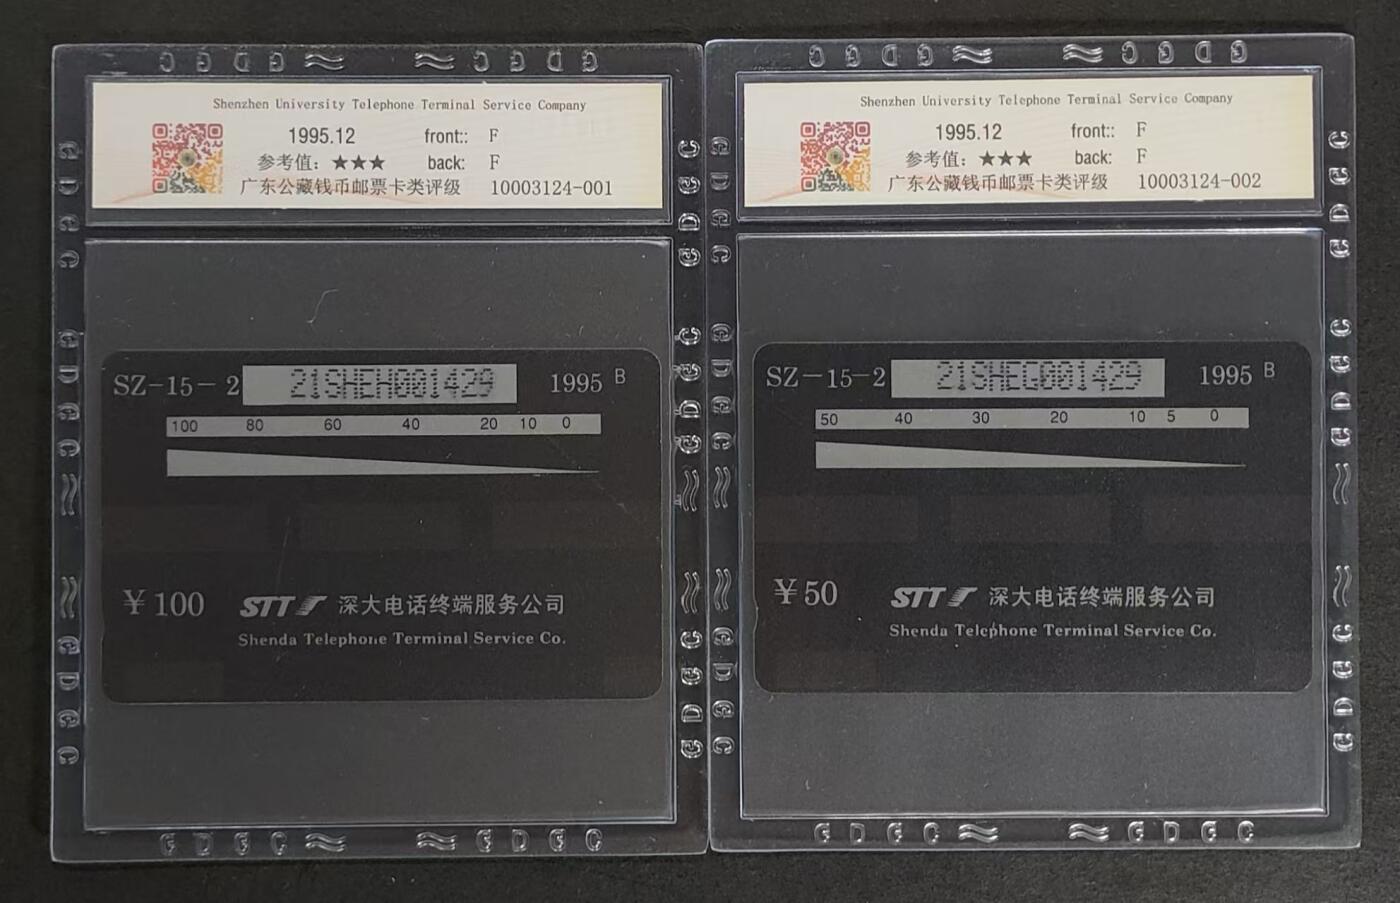 G D G C G D G C
Shenzhen University Telephone Terminal Service Company
1995.12 front:: F
参考值: ★★★ back: F
广东公藏钱币邮票卡类评级 10003124-001
SZ-15-2 21SHEH001429 1995 B
100 80 60 40 20 10 0
¥100 STT 深大电话终端服务公司
Shenda Telephone Terminal Service Co.
G D G C G D G C
G D G C G D G C
Shenzhen University Telephone Terminal Service Company
1995.12 front:: F
参考值: ★★★ back: F
广东公藏钱币邮票卡类评级 10003124-002
SZ-15-2 21SHEG001429 1995 B
50 40 30 20 10 5 0
¥50 STT 深大电话终端服务公司
Shenda Telephone Terminal Service Co.
G D G C G D G C